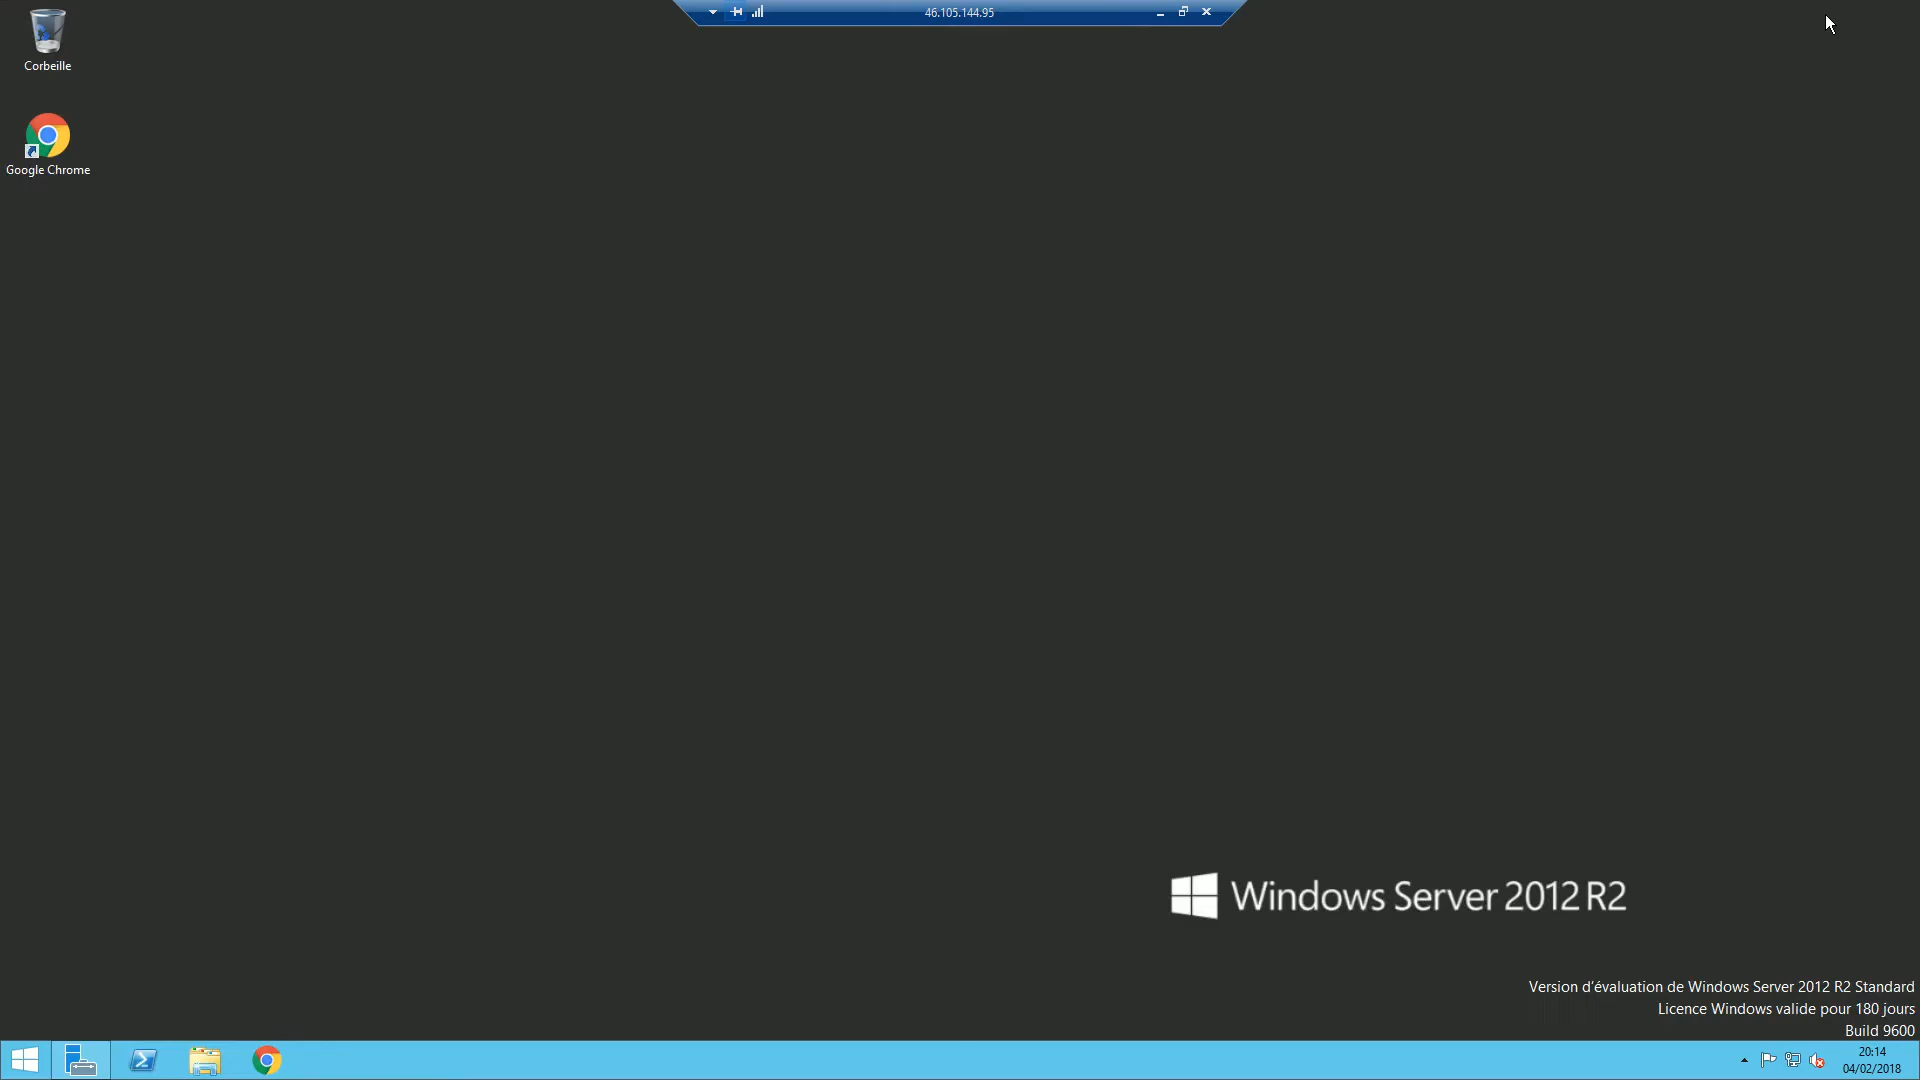 46.105.144.95
Corbeille
Google Chrome
Windows Server 2012 R2
Version d'évaluation de Windows Server 2012 R2 Standard
Licence Windows valide pour 180 jours
Build 9600
20:14
04/02/2018